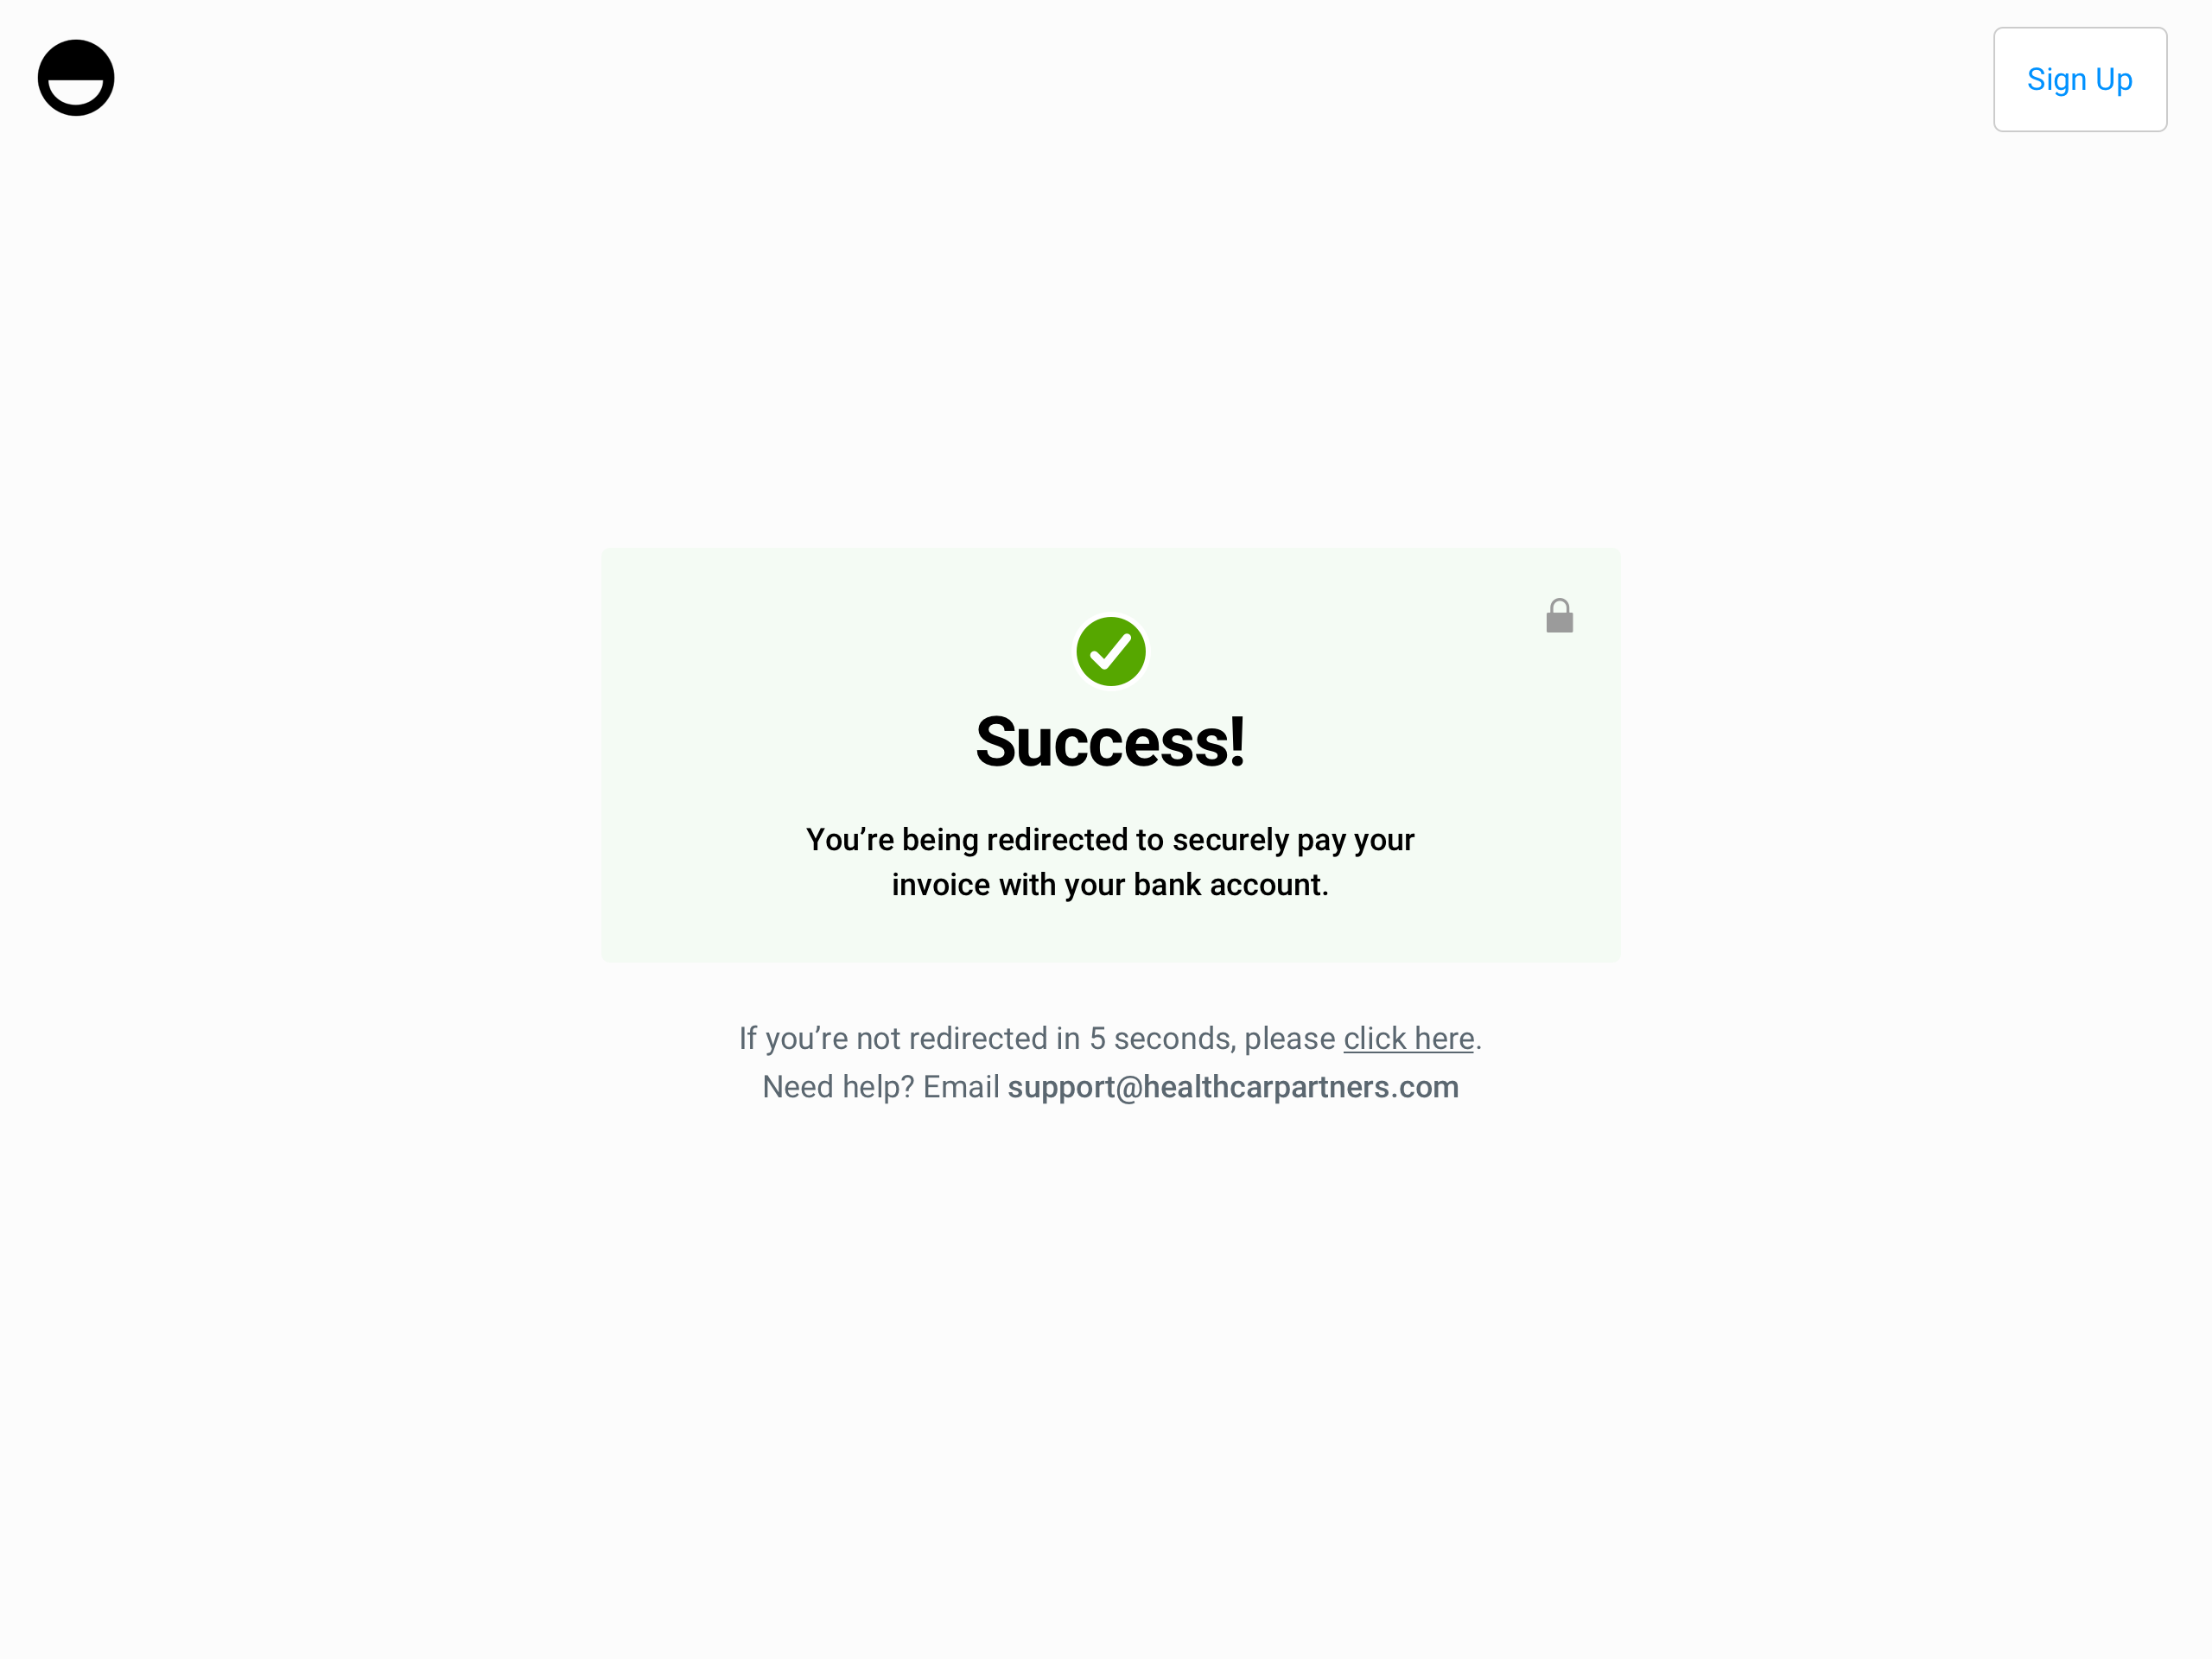 Sign Up
Success!
You’re being redirected to securely pay your
invoice with your bank account.
If you’re not redirected in 5 seconds, please click here.
Need help? Email support@healthcarpartners.com